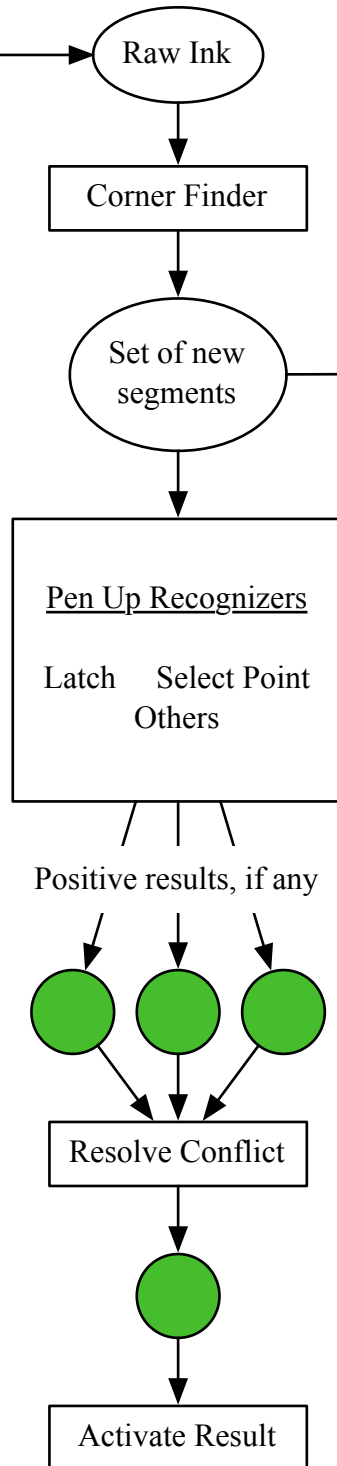 Raw Ink
Corner Finder
Set of new
segments
Pen Up Recognizers
Latch Select Point
Others
Positive results, if any
Resolve Conflict
Activate Result